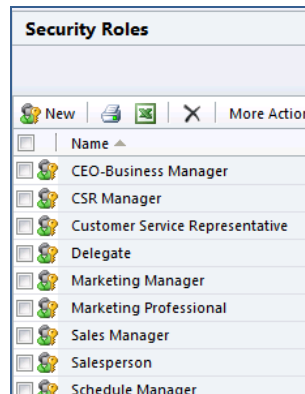 Security Roles
New More Action
Name
CEO-Business Manager
CSR Manager
Customer Service Representative
Delegate
Marketing Manager
Marketing Professional
Sales Manager
Salesperson
Schedule Manager